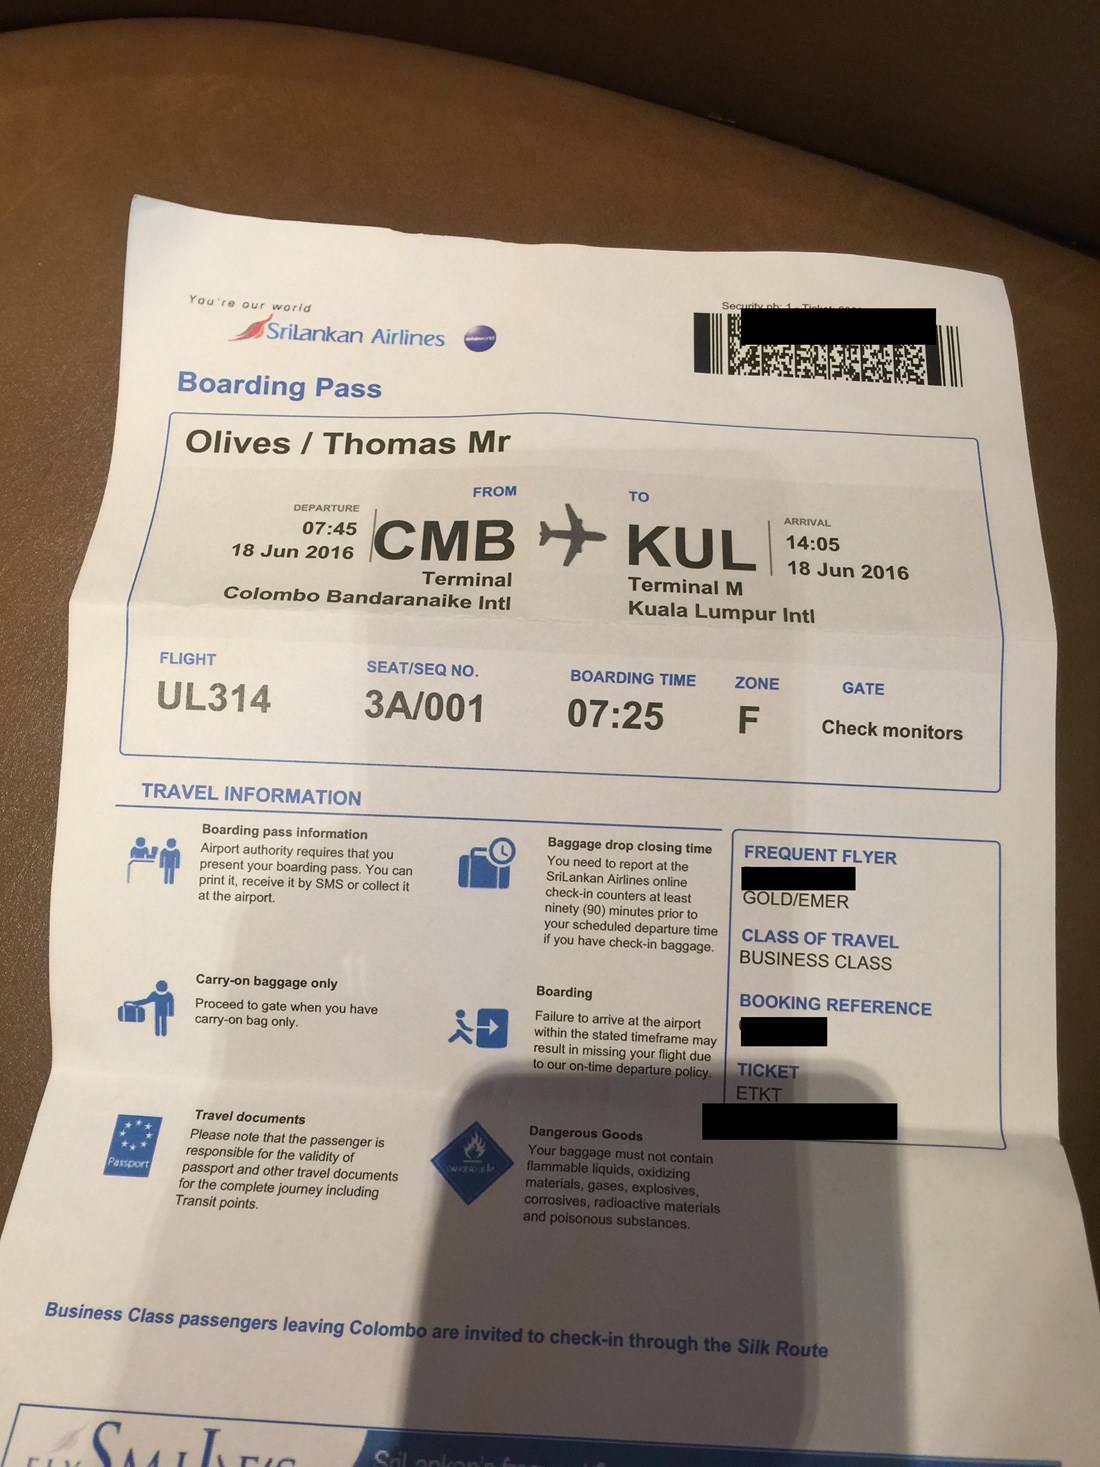 You're our world
SriLankan Airlines
Boarding Pass
Security nb: 1 - Ticket:
Olives / Thomas Mr
FROM
TO
DEPARTURE
07:45
18 Jun 2016
CMB
Terminal
Colombo Bandaranaike Intl
KUL
Terminal M
Kuala Lumpur Intl
ARRIVAL
14:05
18 Jun 2016
FLIGHT
UL314
SEAT/SEQ NO.
3A/001
BOARDING TIME
07:25
ZONE
F
GATE
Check monitors
TRAVEL INFORMATION
Boarding pass information
Airport authority requires that you
present your boarding pass. You can
print it, receive it by SMS or collect it
at the airport.
Baggage drop closing time
You need to report at the
SriLankan Airlines online
check-in counters at least
ninety (90) minutes prior to
your scheduled departure time
if you have check-in baggage.
Carry-on baggage only
Proceed to gate when you have
carry-on bag only.
Boarding
Failure to arrive at the airport
within the stated timeframe may
result in missing your flight due
to our on-time departure policy.
Passport
Travel documents
Please note that the passenger is
responsible for the validity of
passport and other travel documents
for the complete journey including
Transit points.
Dangerous Goods
Your baggage must not contain
flammable liquids, oxidizing
materials, gases, explosives,
corrosives, radioactive materials
and poisonous substances.
FREQUENT FLYER
GOLD/EMER
CLASS OF TRAVEL
BUSINESS CLASS
BOOKING REFERENCE
TICKET
ETKT
Business Class passengers leaving Colombo are invited to check-in through the Silk Route
FLY SMILES
SriLankan's